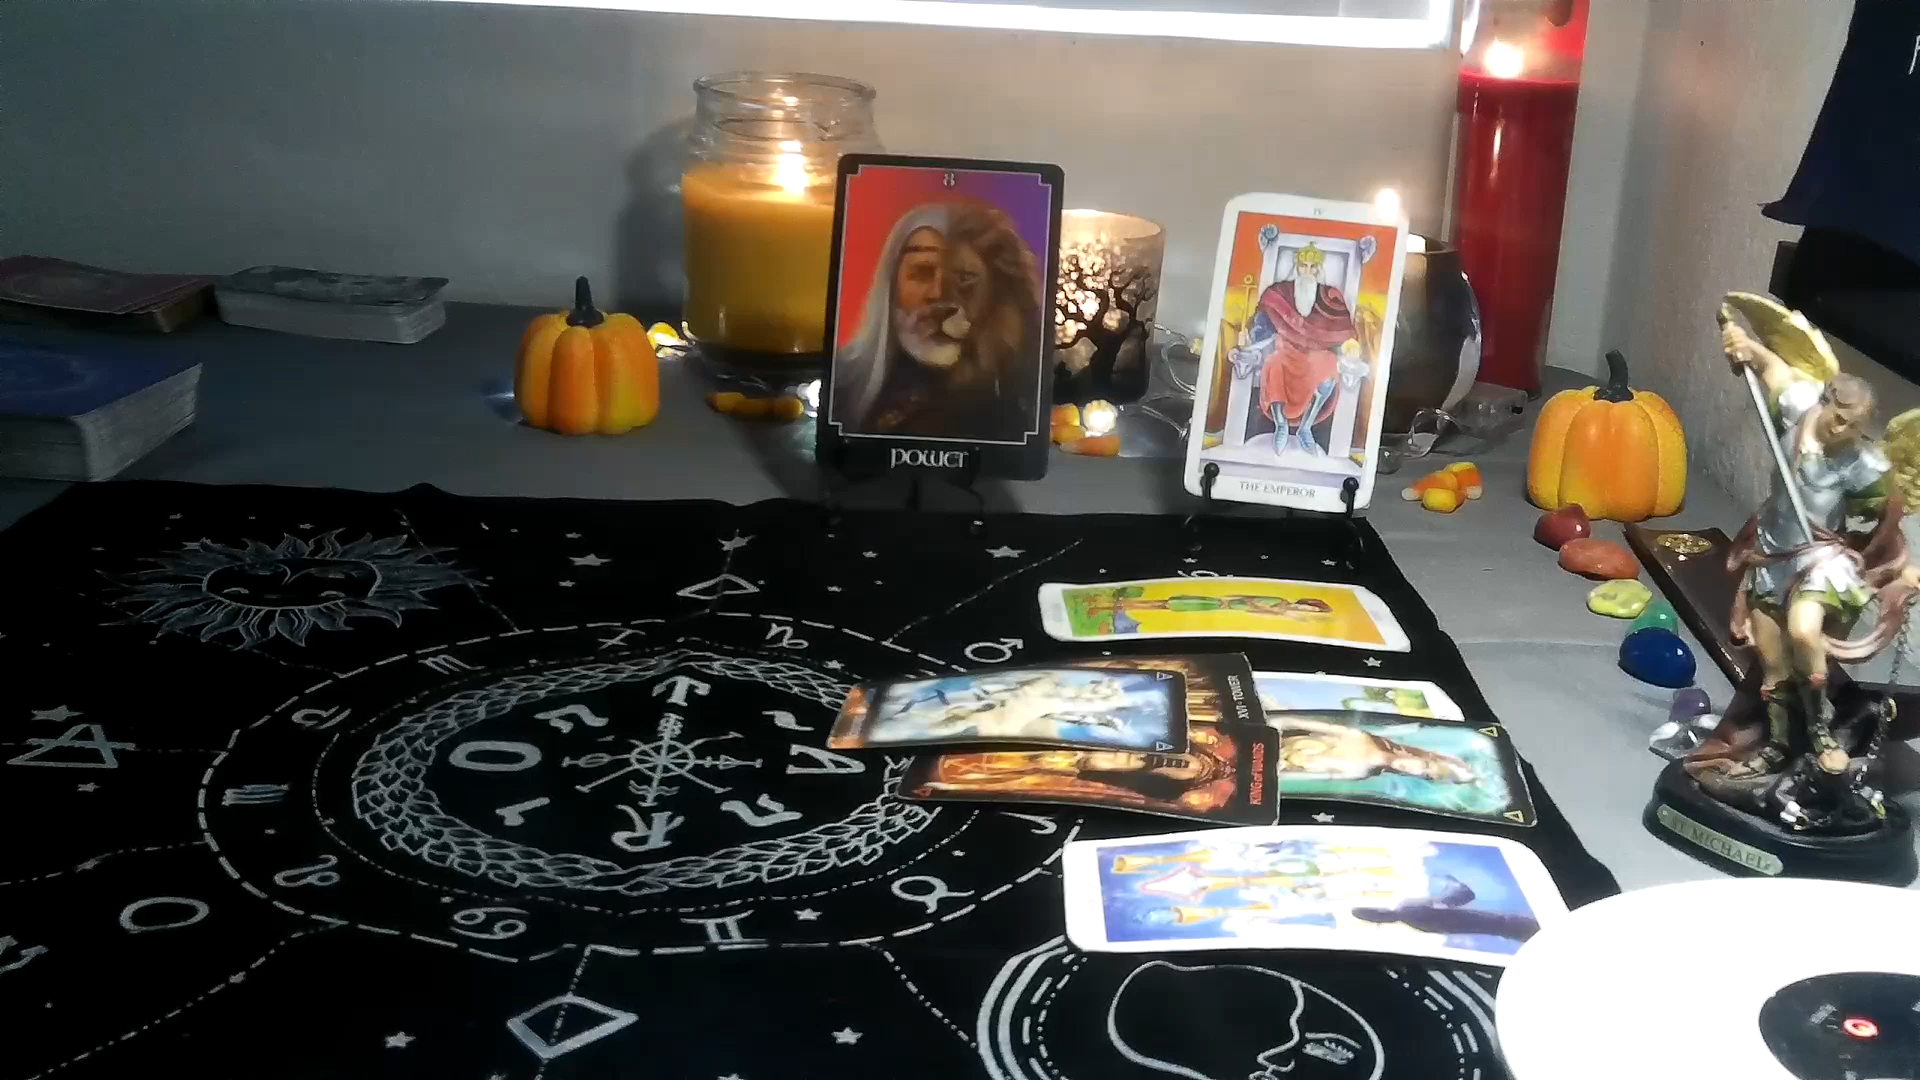 8
POWER
IV
THE EMPEROR
XVI - TOWER
KING of WANDS
ST. MICHAEL
T
A
R
O